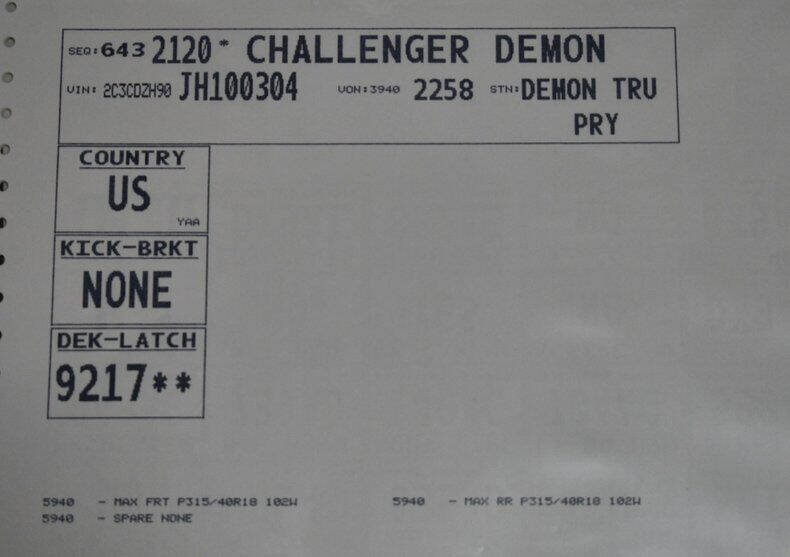 SEQ:643 2120* CHALLENGER DEMON
VIN: 2C3CDZH90 JH100304 VON:3940 2258 STN:DEMON TRU
PRY
COUNTRY
US
YAA
KICK-BRKT
NONE
DEK-LATCH
9217**
5940 - MAX FRT P315/40R18 102W 5940 - MAX RR P315/40R18 102W
5940 - SPARE NONE